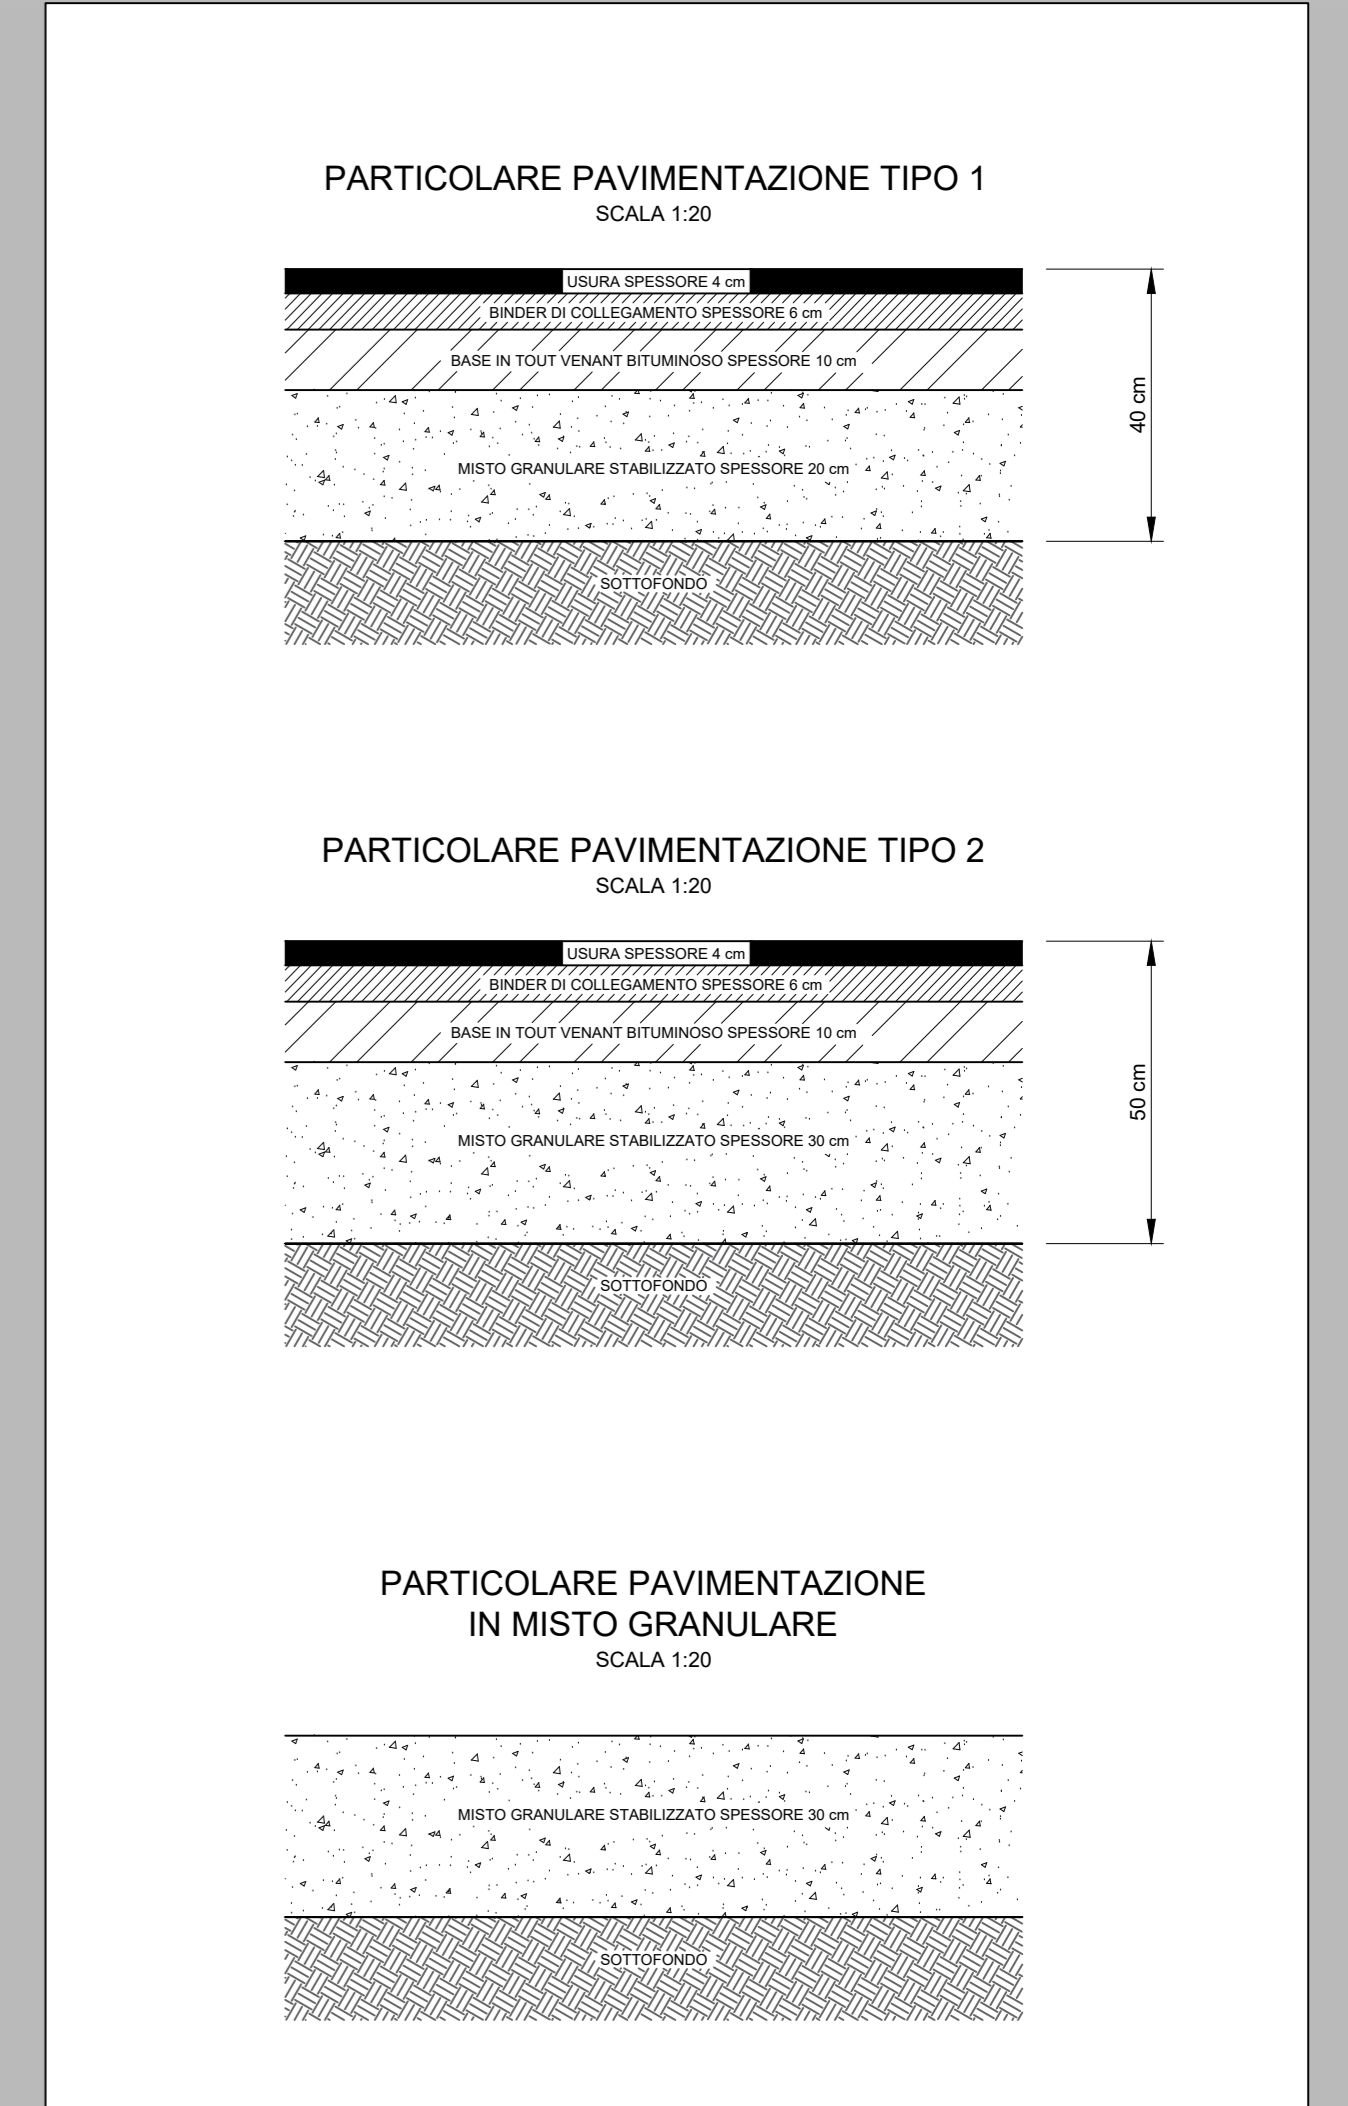 PARTICOLARE PAVIMENTAZIONE TIPO 1
SCALA 1:20
USURA SPESSORE 4 cm
BINDER DI COLLEGAMENTO SPESSORE 6 cm
BASE IN TOUT VENANT BITUMINOSO SPESSORE 10 cm
40 cm
MISTO GRANULARE STABILIZZATO SPESSORE 20 cm
SOTTOFONDO
PARTICOLARE PAVIMENTAZIONE TIPO 2
SCALA 1:20
USURA SPESSORE 4 cm
BINDER DI COLLEGAMENTO SPESSORE 6 cm
BASE IN TOUT VENANT BITUMINOSO SPESSORE 10 cm
50 cm
MISTO GRANULARE STABILIZZATO SPESSORE 30 cm
SOTTOFONDO
PARTICOLARE PAVIMENTAZIONE
IN MISTO GRANULARE
SCALA 1:20
MISTO GRANULARE STABILIZZATO SPESSORE 30 cm
SOTTOFONDO